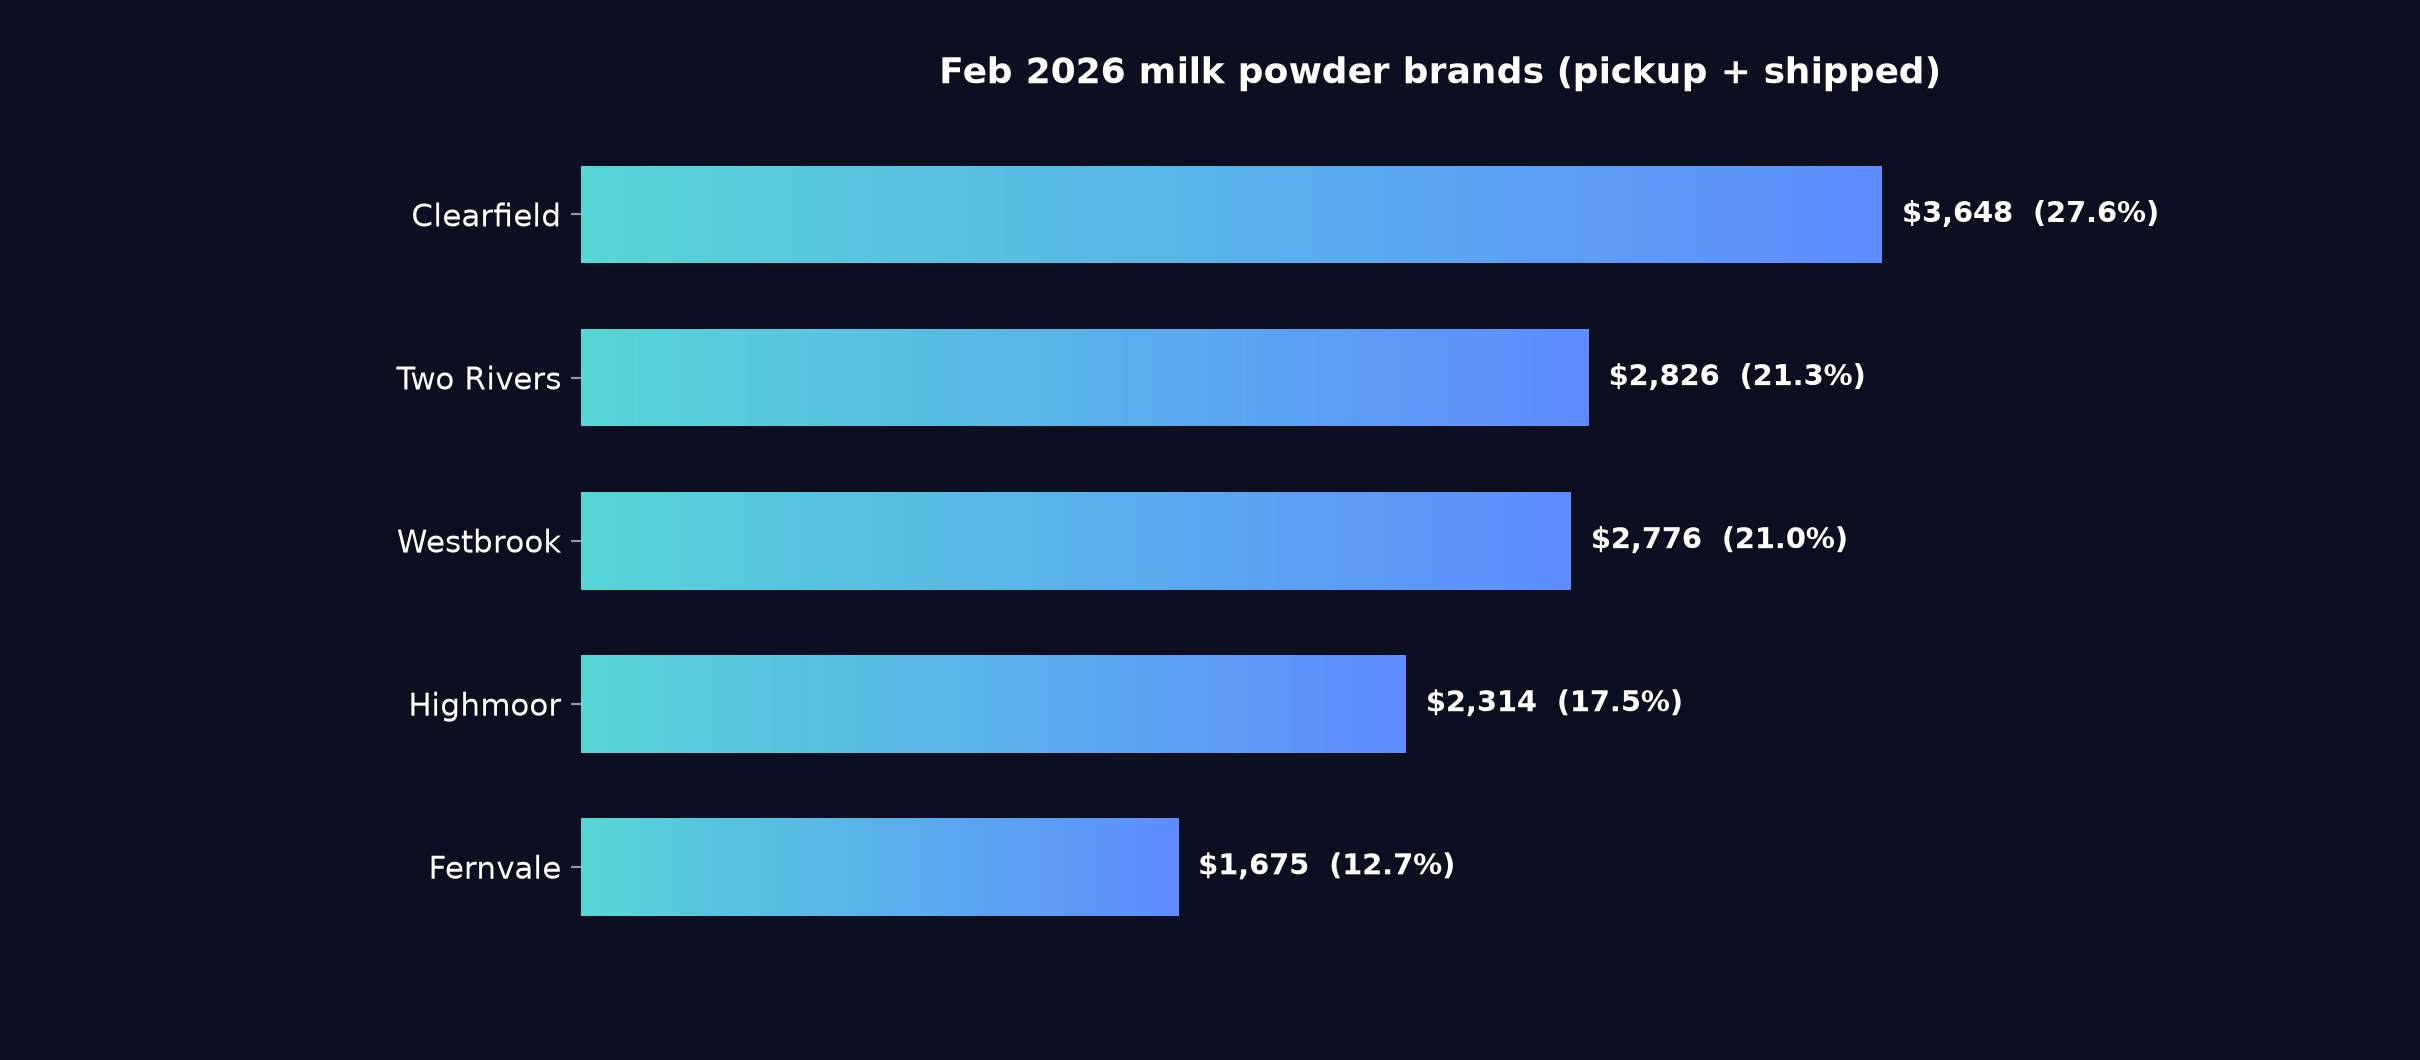 Feb 2026 milk powder brands (pickup + shipped)
Clearfield $3,648 (27.6%)
Two Rivers $2,826 (21.3%)
Westbrook $2,776 (21.0%)
Highmoor $2,314 (17.5%)
Fernvale $1,675 (12.7%)